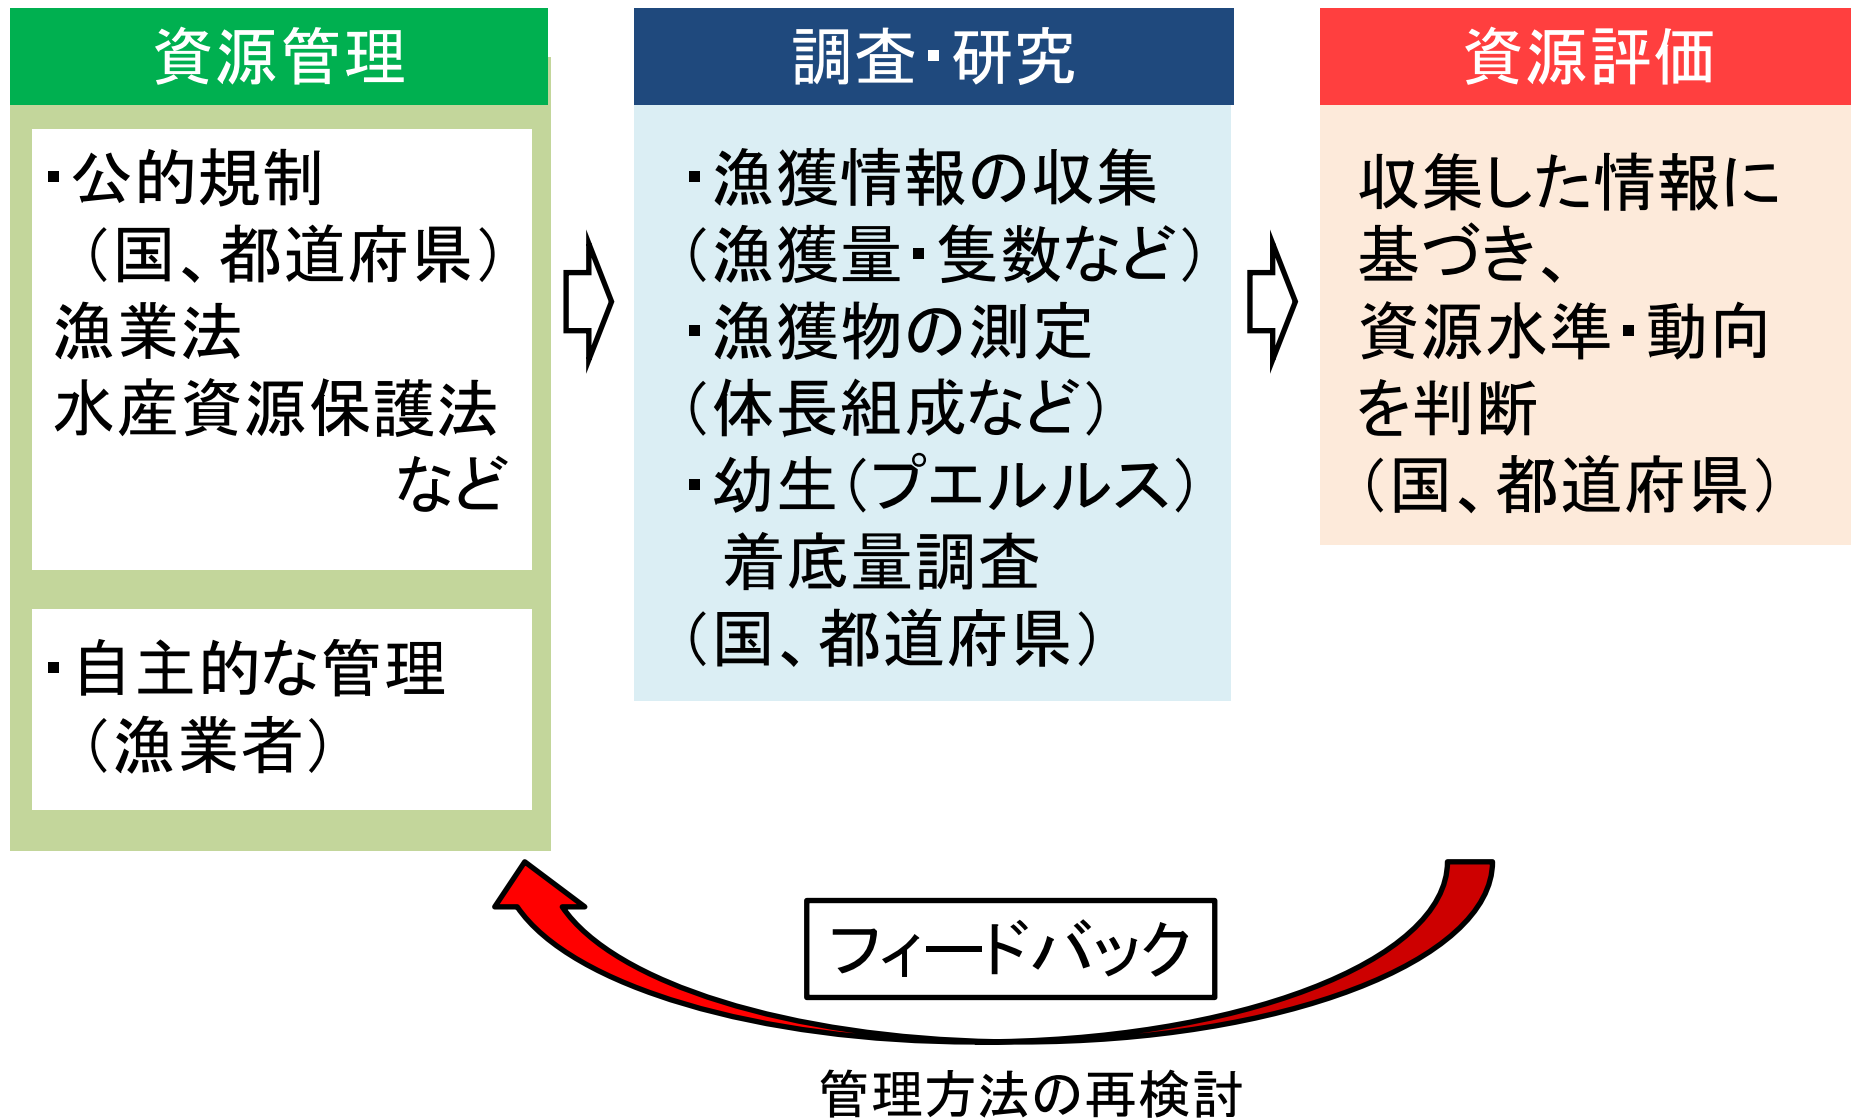 資源管理
・公的規制
（国、都道府県）
漁業法
水産資源保護法
など
・自主的な管理
（漁業者）
調査・研究
・漁獲情報の収集
（漁獲量・隻数など）
・漁獲物の測定
（体長組成など）
・幼生（プエルルス）
着底量調査
（国、都道府県）
資源評価
収集した情報に
基づき、
資源水準・動向
を判断
（国、都道府県）
フィードバック
管理方法の再検討